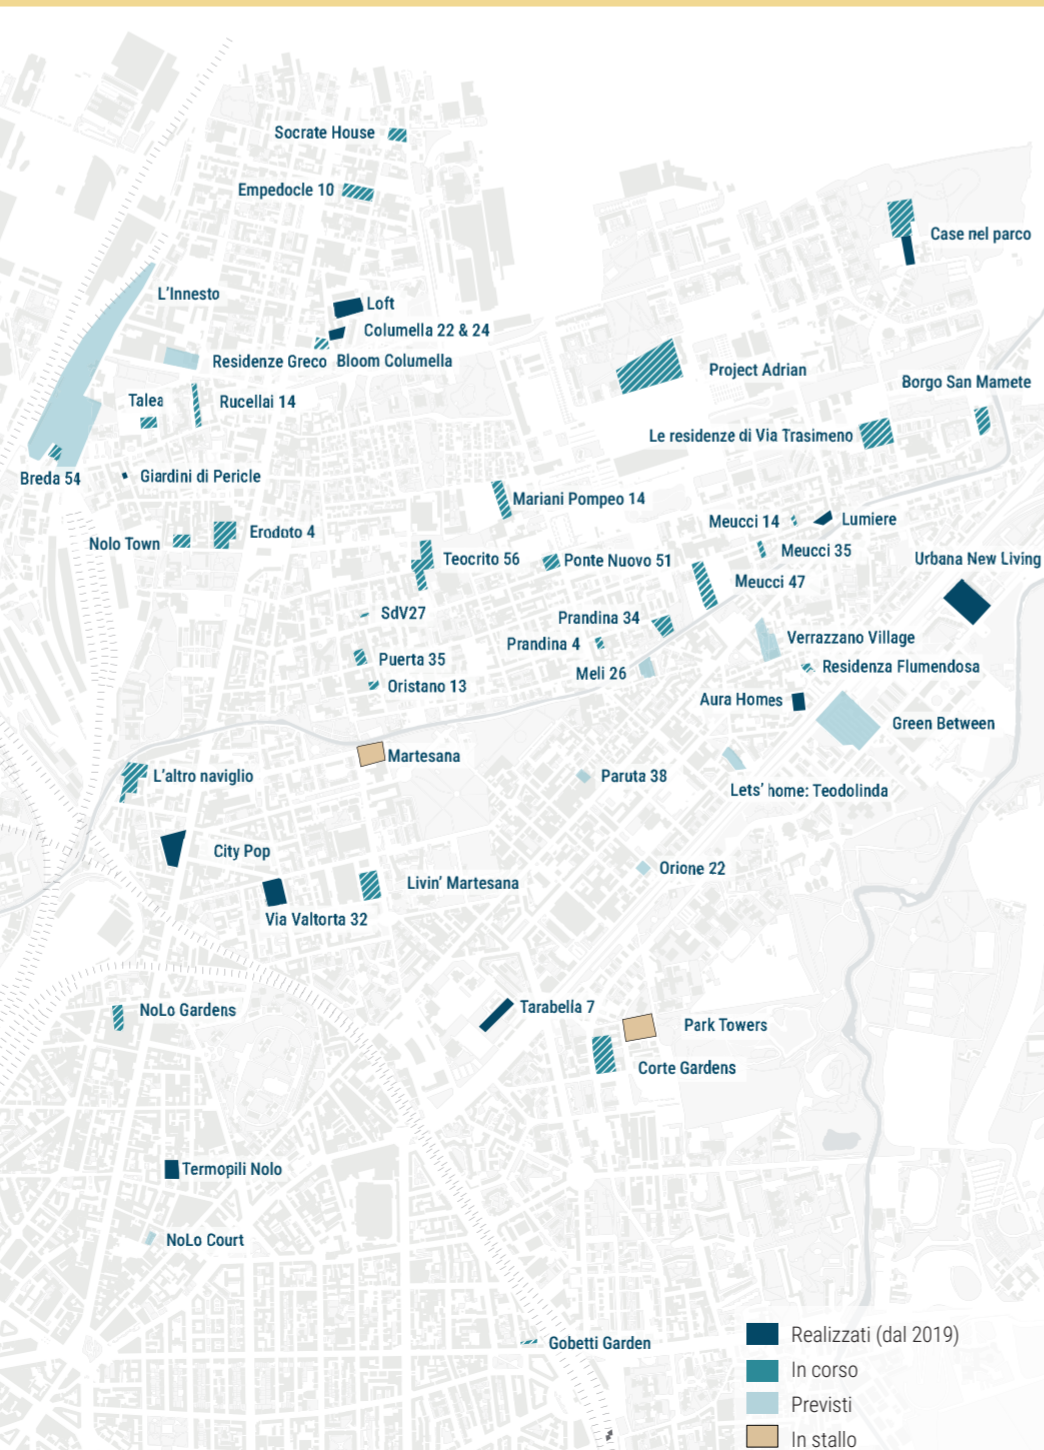 Socrate House
Empedocle 10
Case nel parco
L'Innesto
Loft
Columella 22 & 24
Residenze Greco
Bloom Columella
Project Adrian
Borgo San Mamete
Talea
Rucellai 14
Le residenze di Via Trasimeno
Breda 54
Giardini di Pericle
Mariani Pompeo 14
Meucci 14
Lumiere
Nolo Town
Erodoto 4
Teocrito 56
Ponte Nuovo 51
Meucci 35
Urbana New Living
Meucci 47
SdV27
Prandina 34
Prandina 4
Verrazzano Village
Puerta 35
Meli 26
Residenza Flumendosa
Oristano 13
Aura Homes
Green Between
Martesana
L'altro naviglio
Paruta 38
Lets' home: Teodolinda
City Pop
Orione 22
Livin' Martesana
Via Valtorta 32
NoLo Gardens
Tarabella 7
Park Towers
Corte Gardens
Termopili Nolo
NoLo Court
Gobetti Garden
Realizzati (dal 2019)
In corso
Previsti
In stallo